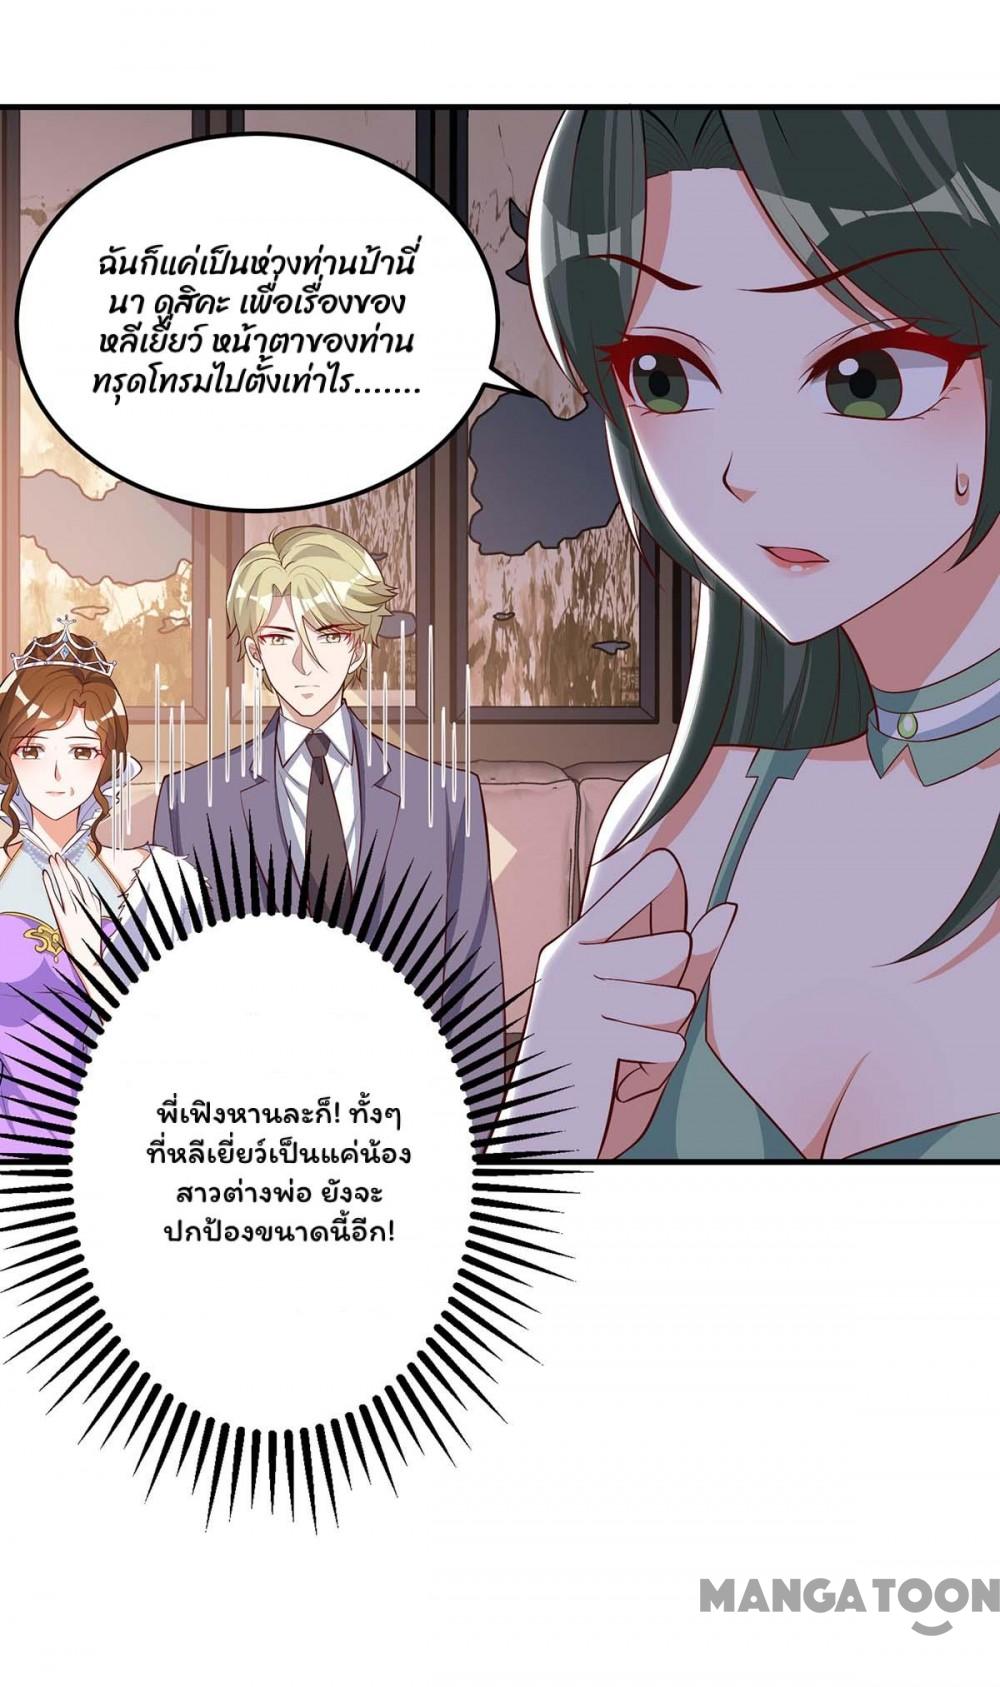 ฉันก็แค่เป็นห่วงท่านป้านี่
นา ดูสิคะ เพื่อเรื่องของ
หลีเยี่ยว์ หน้าตาของท่าน
ทรุดโทรมไปตั้งเท่าไร.......
พี่เฟิงหานละก็! ทั้งๆ
ที่หลีเยี่ยว์เป็นแค่น้อง
สาวต่างพ่อ ยังจะ
ปกป้องขนาดนี้อีก!
MANGATOON